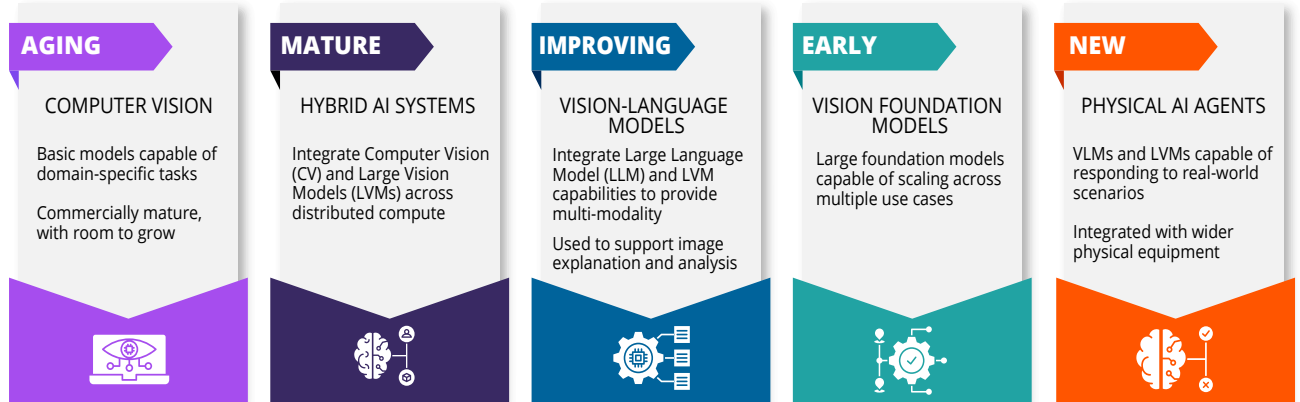 AGING
COMPUTER VISION
Basic models capable of
domain-specific tasks
Commercially mature,
with room to grow
MATURE
HYBRID AI SYSTEMS
Integrate Computer Vision
(CV) and Large Vision
Models (LVMs) across
distributed compute
IMPROVING
VISION-LANGUAGE
MODELS
Integrate Large Language
Model (LLM) and LVM
capabilities to provide
multi-modality
Used to support image
explanation and analysis
EARLY
VISION FOUNDATION
MODELS
Large foundation models
capable of scaling across
multiple use cases
NEW
PHYSICAL AI AGENTS
VLMs and LVMs capable of
responding to real-world
scenarios
Integrated with wider
physical equipment